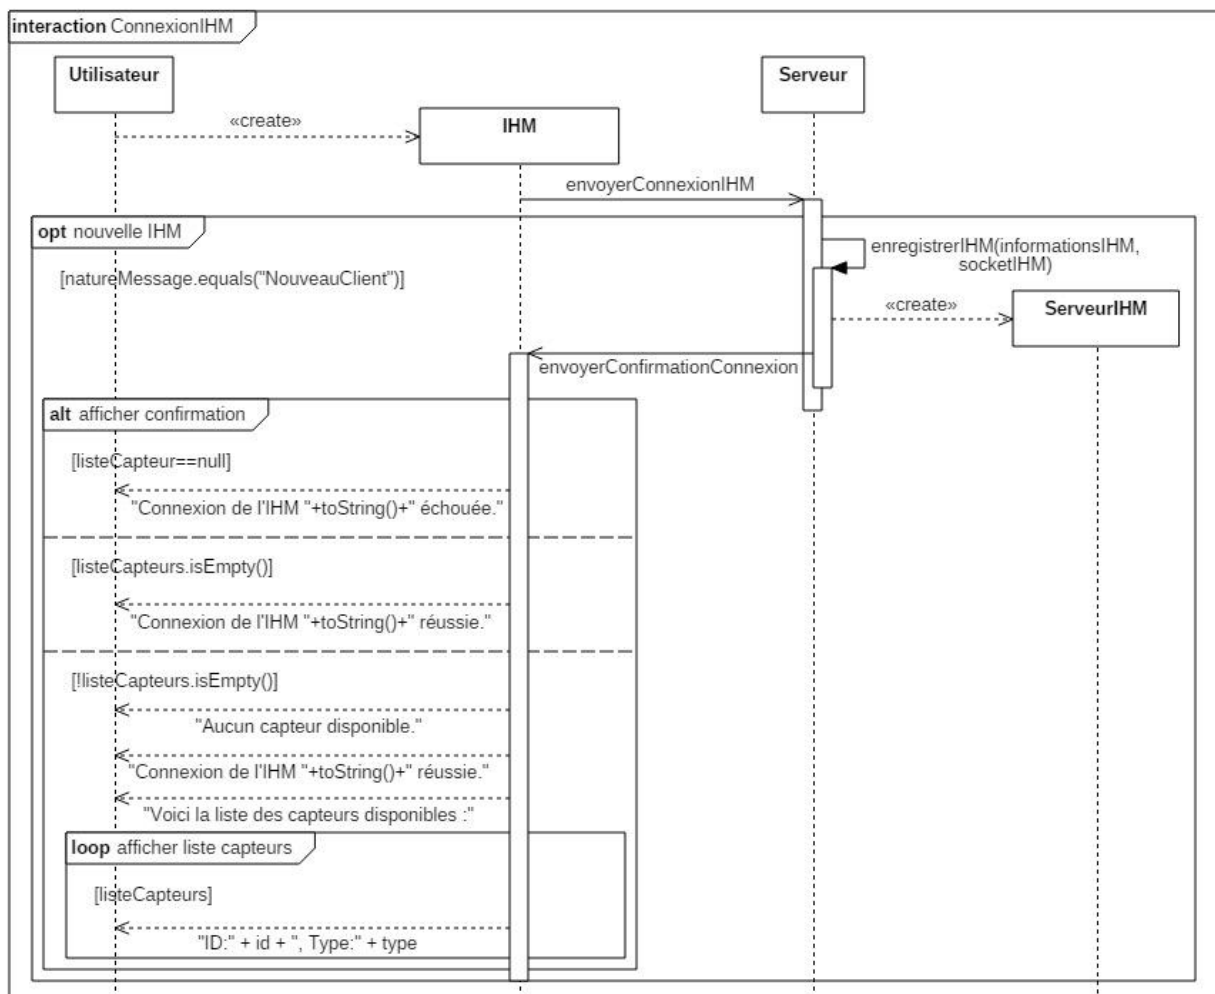 interaction ConnexionIHM
Utilisateur
Serveur
«create»
IHM
envoyerConnexionIHM
opt nouvelle IHM
enregistrerIHM(informationsIHM,
socketIHM)
[natureMessage.equals("NouveauClient")]
«create»
ServeurIHM
envoyerConfirmationConnexion
alt afficher confirmation
[listeCapteur==null]
"Connexion de l'IHM "+toString()+" échouée."
[listeCapteurs.isEmpty()]
"Connexion de l'IHM "+toString()+" réussie."
[!listeCapteurs.isEmpty()]
"Aucun capteur disponible."
"Connexion de l'IHM "+toString()+" réussie."
"Voici la liste des capteurs disponibles :"
loop afficher liste capteurs
[listeCapteurs]
"ID:" + id + ", Type:" + type